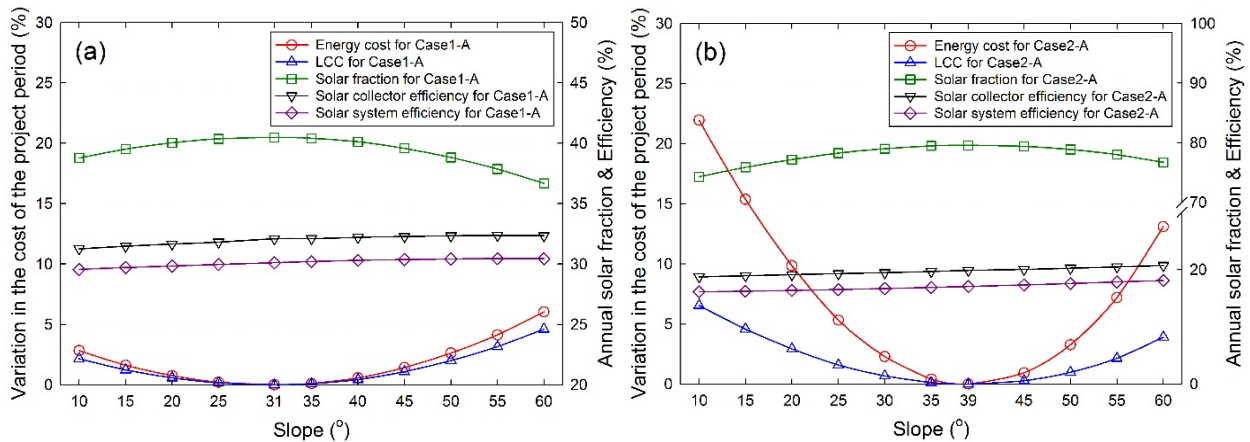 (a)
Energy cost for Case1-A
LCC for Case1-A
Solar fraction for Case1-A
Solar collector efficiency for Case1-A
Solar system efficiency for Case1-A
Variation in the cost of the project period (%)
30
25
20
15
10
5
0
Annual solar fraction & Efficiency (%)
50
45
40
35
30
25
20
10 15 20 25 31 35 40 45 50 55 60
Slope (°)
(b)
Energy cost for Case2-A
LCC for Case2-A
Solar fraction for Case2-A
Solar collector efficiency for Case2-A
Solar system efficiency for Case2-A
Variation in the cost of the project period (%)
30
25
20
15
10
5
0
Annual solar fraction & Efficiency (%)
100
90
80
70
20
0
10 15 20 25 30 35 39 45 50 55 60
Slope (°)